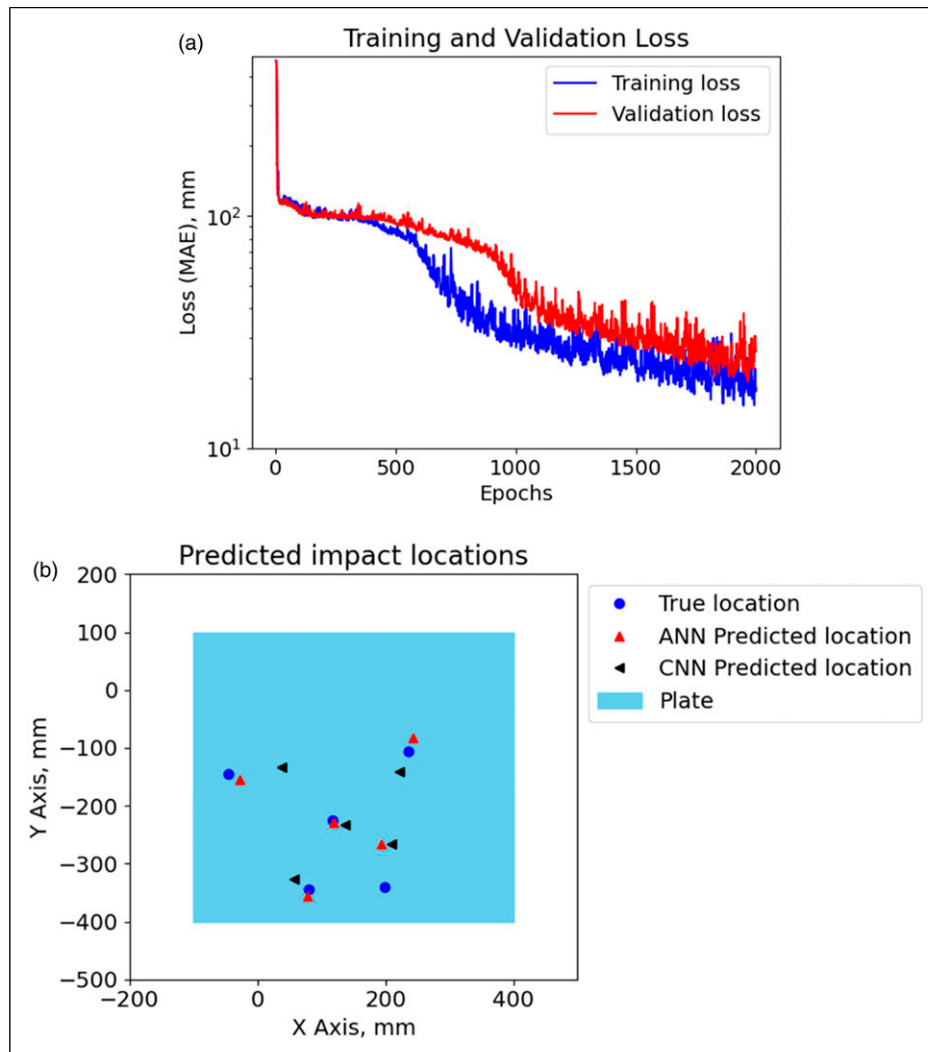 (a)
Training and Validation Loss
Training loss
Validation loss
Loss (MAE), mm
10²
10¹
0 500 1000 1500 2000
Epochs
(b)
Predicted impact locations
True location
ANN Predicted location
CNN Predicted location
Plate
Y Axis, mm
200
100
0
−100
−200
−300
−400
−500
−200 0 200 400
X Axis, mm